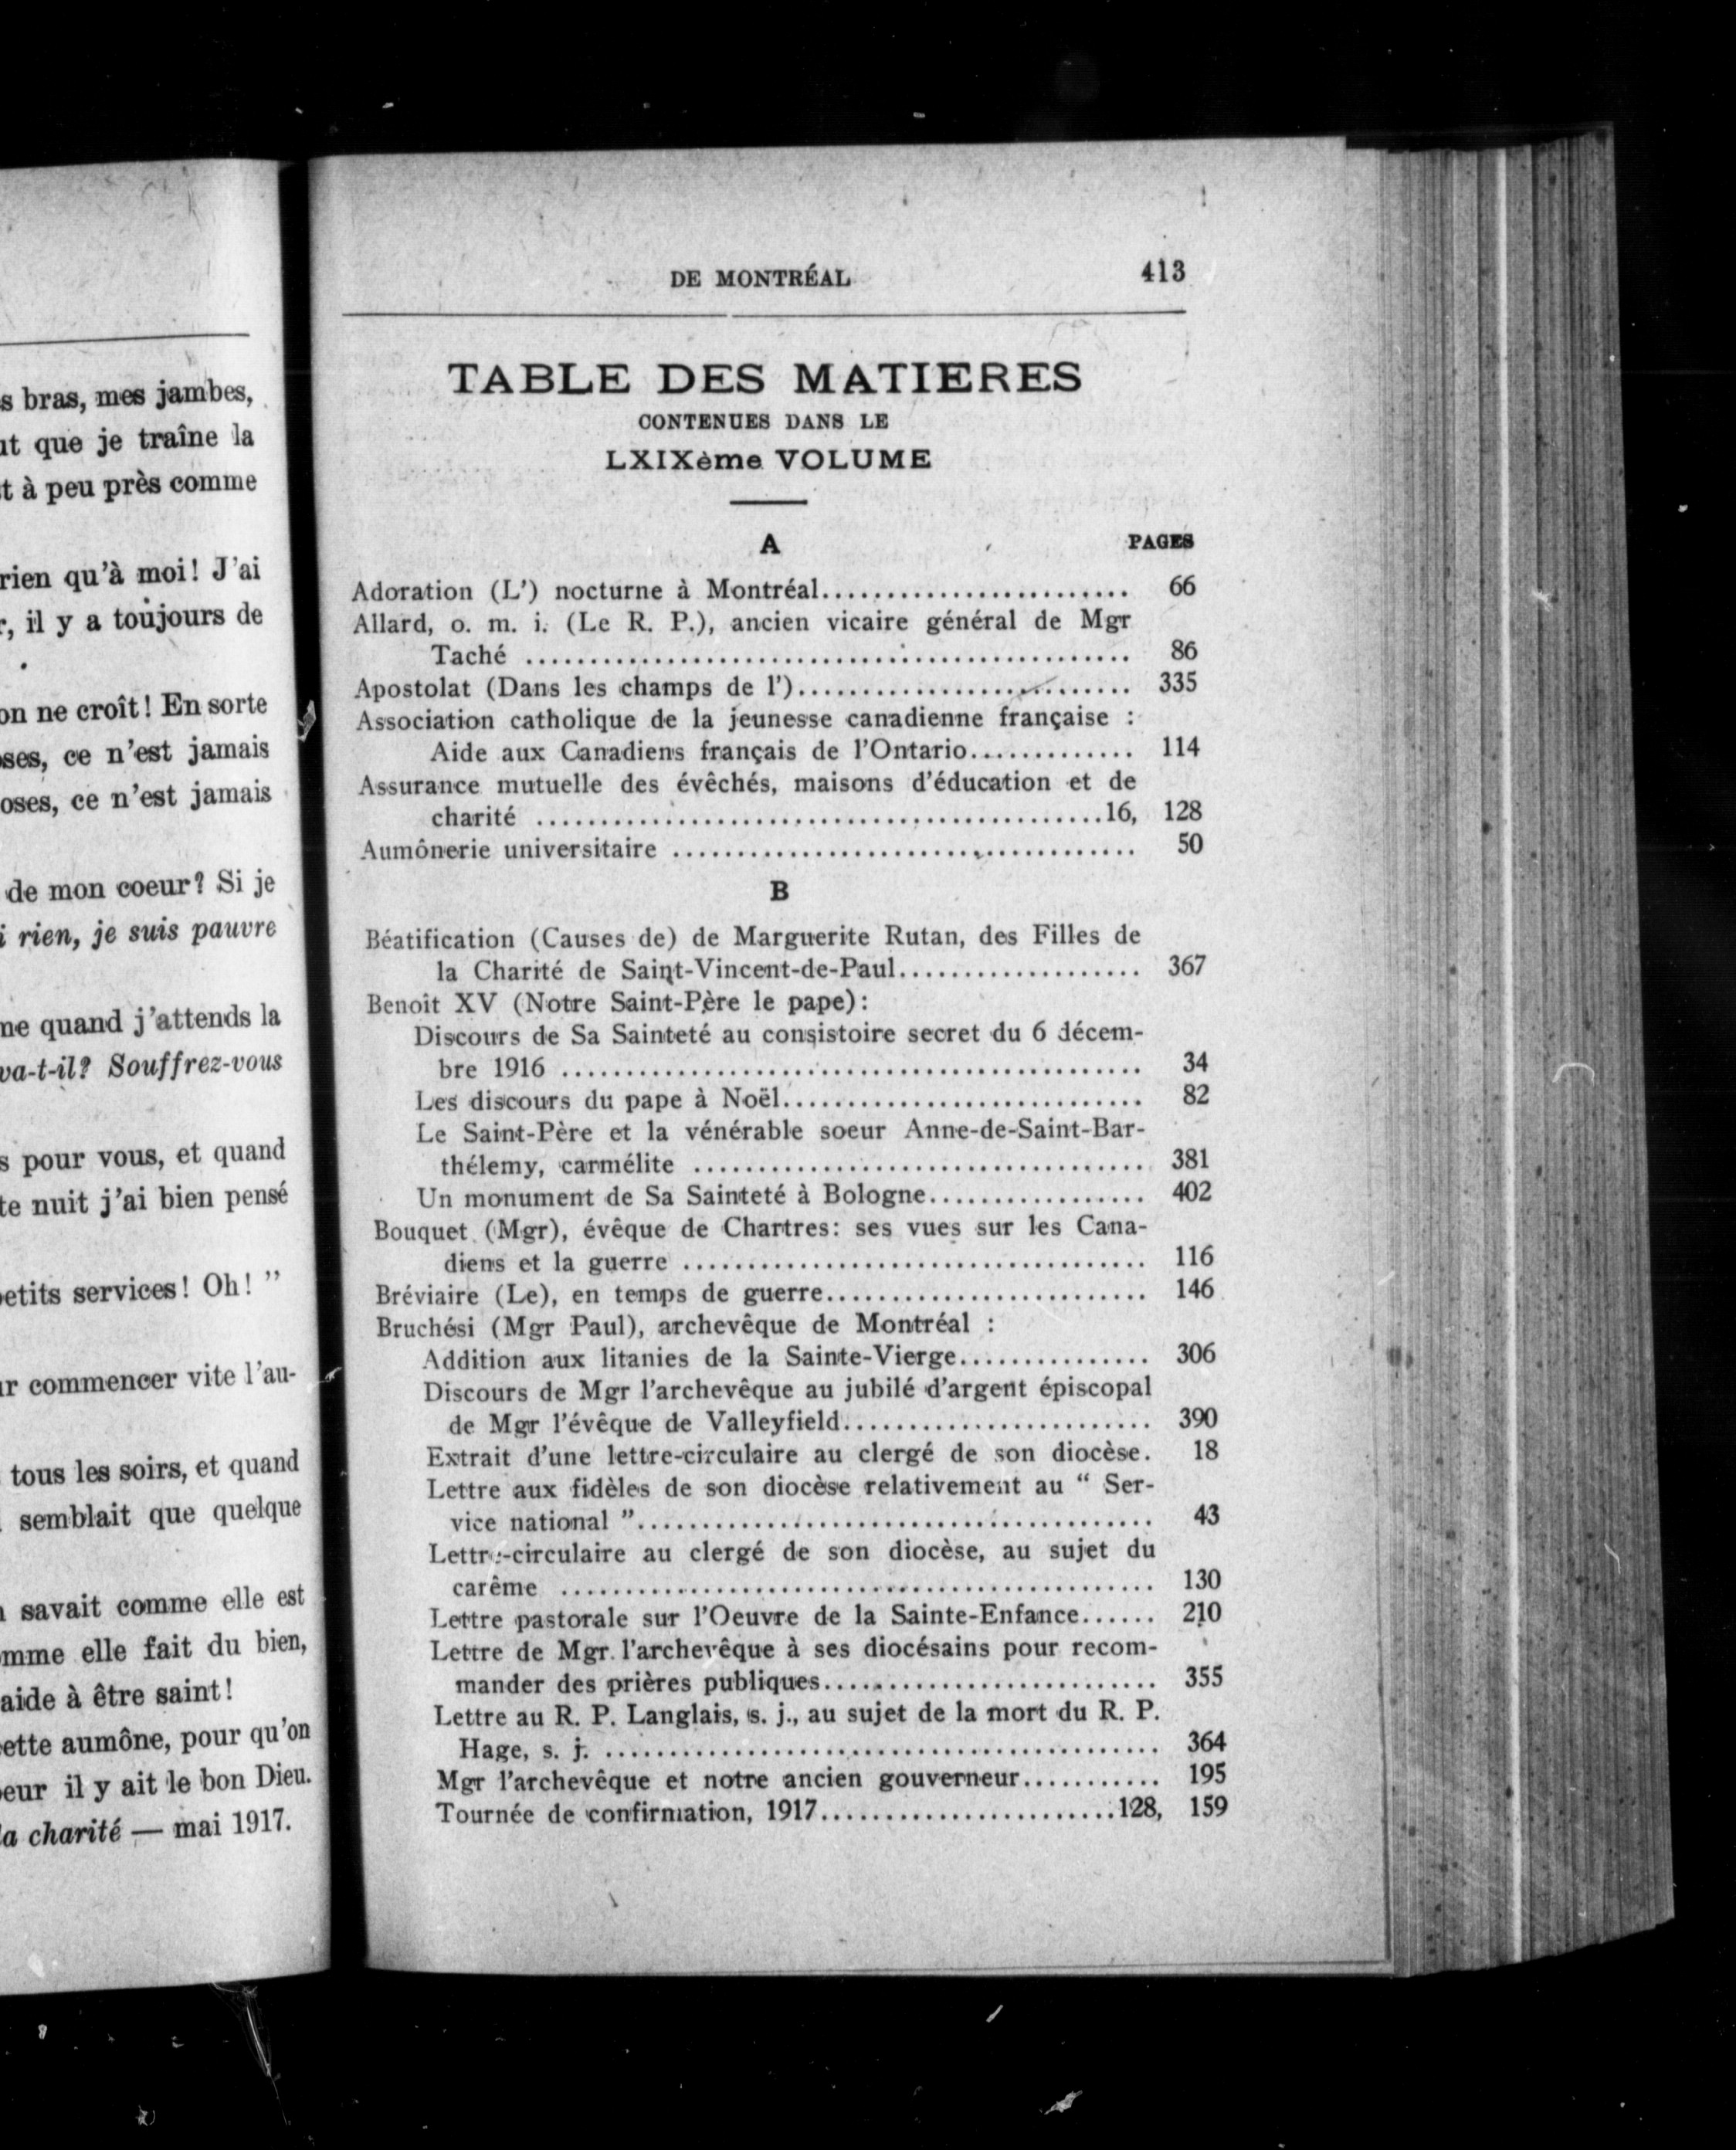 s bras, mes jambes,
ut que je traîne la
t à peu près comme
rien qu'à moi! J'ai
r, il y a toujours de
on ne croît! En sorte
oses, ce n'est jamais
oses, ce n'est jamais
de mon coeur? Si je
i rien, je suis pauvre
me quand j'attends la
va-t-il? Souffrez-vous
s pour vous, et quand
te nuit j'ai bien pensé
petits services! Oh! "
ur commencer vite l'au-
tous les soirs, et quand
semblait que quelque
savait comme elle est
omme elle fait du bien,
aide à être saint!
cette aumône, pour qu'on
oeur il y ait le bon Dieu.
la charité — mai 1917.
DE MONTRÉAL 413
TABLE DES MATIERES
CONTENUES DANS LE
LXIXème VOLUME
A PAGES
Adoration (L') nocturne à Montréal........................ 66
Allard, o. m. i. (Le R. P.), ancien vicaire général de Mgr
Taché ................................................ 86
Apostolat (Dans les champs de l').......................... 335
Association catholique de la jeunesse canadienne française :
Aide aux Canadiens français de l'Ontario............. 114
Assurance mutuelle des évêchés, maisons d'éducation et de
charité .............................................16, 128
Aumônerie universitaire ..................................... 50
B
Béatification (Causes de) de Marguerite Rutan, des Filles de
la Charité de Saint-Vincent-de-Paul................... 367
Benoît XV (Notre Saint-Père le pape):
Discours de Sa Sainteté au consistoire secret du 6 décem-
bre 1916 .............................................. 34
Les discours du pape à Noël............................ 82
Le Saint-Père et la vénérable soeur Anne-de-Saint-Bar-
thélemy, carmélite .................................... 381
Un monument de Sa Sainteté à Bologne................. 402
Bouquet (Mgr), évêque de Chartres: ses vues sur les Cana-
diens et la guerre ..................................... 116
Bréviaire (Le), en temps de guerre......................... 146
Bruchési (Mgr Paul), archevêque de Montréal :
Addition aux litanies de la Sainte-Vierge............... 306
Discours de Mgr l'archevêque au jubilé d'argent épiscopal
de Mgr l'évêque de Valleyfield........................ 390
Extrait d'une lettre-circulaire au clergé de son diocèse. 18
Lettre aux fidèles de son diocèse relativement au " Ser-
vice national "......................................... 43
Lettre-circulaire au clergé de son diocèse, au sujet du
carême ............................................... 130
Lettre pastorale sur l'Oeuvre de la Sainte-Enfance...... 210
Lettre de Mgr. l'archevêque à ses diocésains pour recom-
mander des prières publiques.......................... 355
Lettre au R. P. Langlais, s. j., au sujet de la mort du R. P.
Hage, s. j. ............................................ 364
Mgr l'archevêque et notre ancien gouverneur........... 195
Tournée de confirmation, 1917.......................128, 159